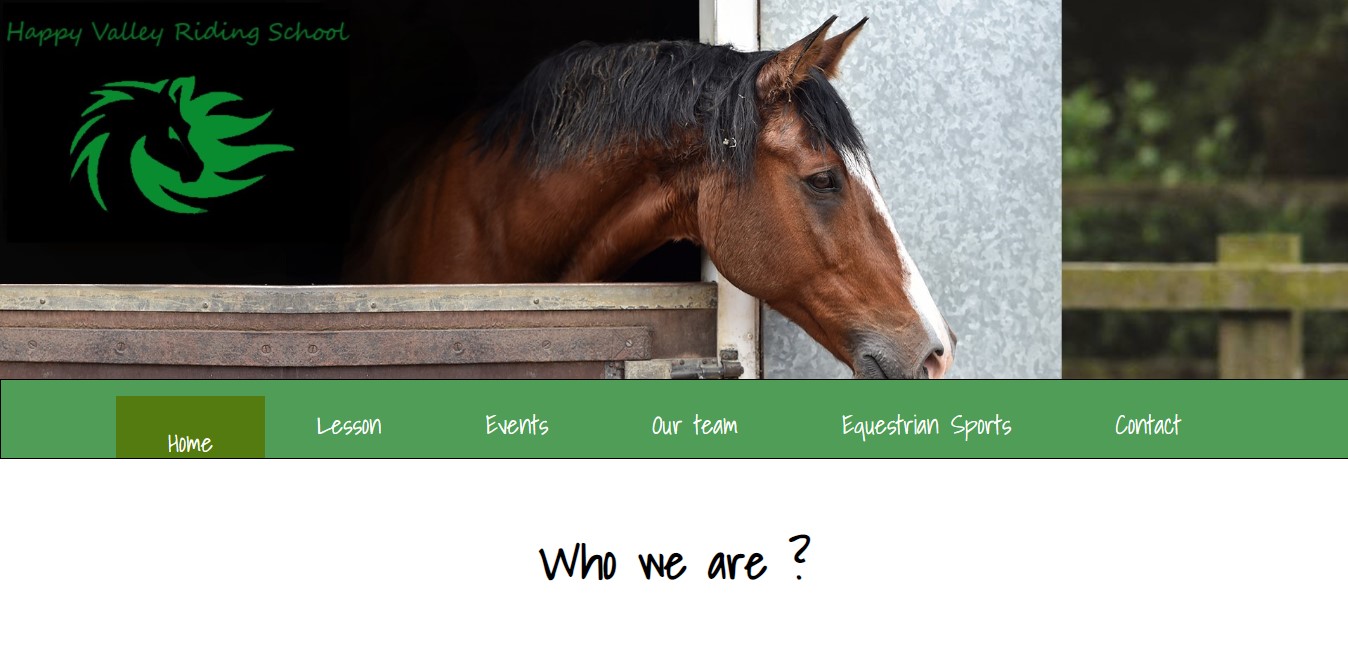 Happy Valley Riding School
Home Lesson Events Our team Equestrian Sports Contact
Who we are ?